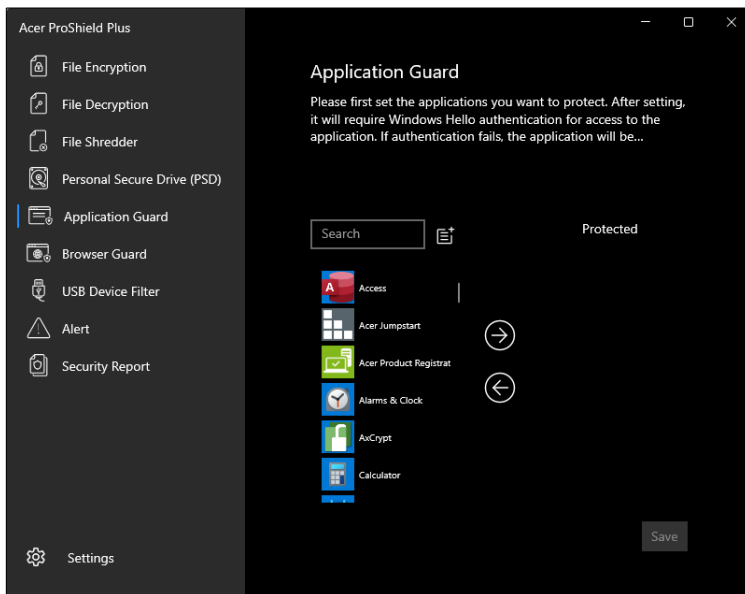 Acer ProShield Plus
File Encryption
File Decryption
File Shredder
Personal Secure Drive (PSD)
Application Guard
Browser Guard
USB Device Filter
Alert
Security Report
Settings
Application Guard
Please first set the applications you want to protect. After setting,
it will require Windows Hello authentication for access to the
application. If authentication fails, the application will be...
Search
Protected
A
Access
Acer Jumpstart
Acer Product Registrat
Alarms & Clock
AxCrypt
Calculator
Save